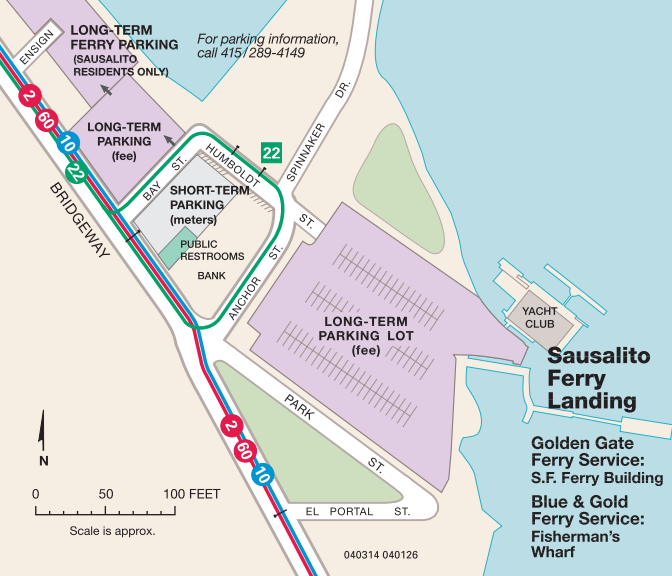 LONG-TERM
FERRY PARKING
(SAUSALITO
RESIDENTS ONLY)
For parking information,
call 415/289-4149
ENSIGN
2
60
10
22
LONG-TERM
PARKING
(fee)
BAY ST.
HUMBOLDT
ST.
22
SPINNAKER DR.
BRIDGEWAY
SHORT-TERM
PARKING
(meters)
PUBLIC
RESTROOMS
BANK
ANCHOR ST.
LONG-TERM
PARKING LOT
(fee)
YACHT
CLUB
Sausalito
Ferry
Landing
Golden Gate
Ferry Service:
S.F. Ferry Building
Blue & Gold
Ferry Service:
Fisherman's
Wharf
PARK ST.
2
60
10
EL PORTAL ST.
N
0 50 100 FEET
Scale is approx.
040314 040126